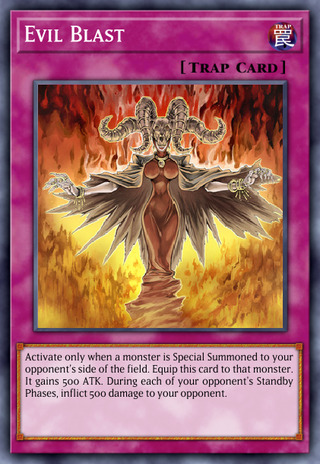 Evil Blast
TRAP
罠
[ Trap Card ]
Activate only when a monster is Special Summoned to your
opponent's side of the field. Equip this card to that monster.
It gains 500 ATK. During each of your opponent's Standby
Phases, inflict 500 damage to your opponent.